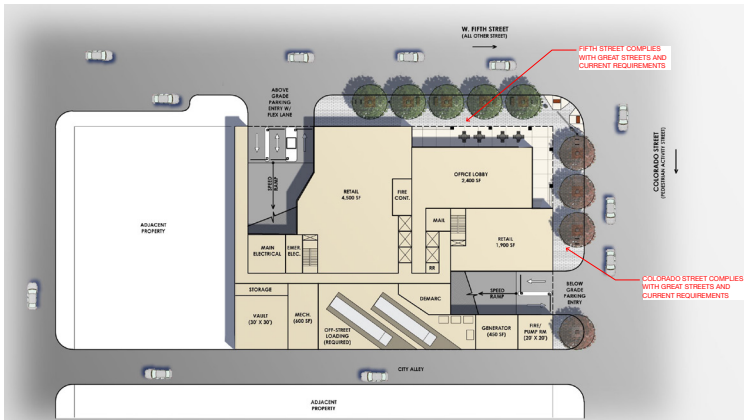 W. FIFTH STREET
(ALL OTHER STREET)
FIFTH STREET COMPLIES
WITH GREAT STREETS AND
CURRENT REQUIREMENTS
ABOVE
GRADE
PARKING
ENTRY W/
FLEX LANE
COLORADO STREET
(PEDESTRIAN ACTIVITY STREET)
SPEED
RAMP
RETAIL
4,500 SF
OFFICE LOBBY
2,400 SF
FIRE
CONT.
MAIL
ADJACENT
PROPERTY
RETAIL
1,900 SF
MAIN
ELECTRICAL
EMER
ELEC.
RR
COLORADO STREET COMPLIES
WITH GREAT STREETS AND
CURRENT REQUIREMENTS
STORAGE
DEMARC
SPEED
RAMP
BELOW
GRADE
PARKING
ENTRY
VAULT
(30' X 30')
MECH.
(600 SF)
OFF-STREET
LOADING
(REQUIRED)
GENERATOR
(450 SF)
FIRE/
PUMP RM
(20' X 20')
CITY ALLEY
ADJACENT
PROPERTY